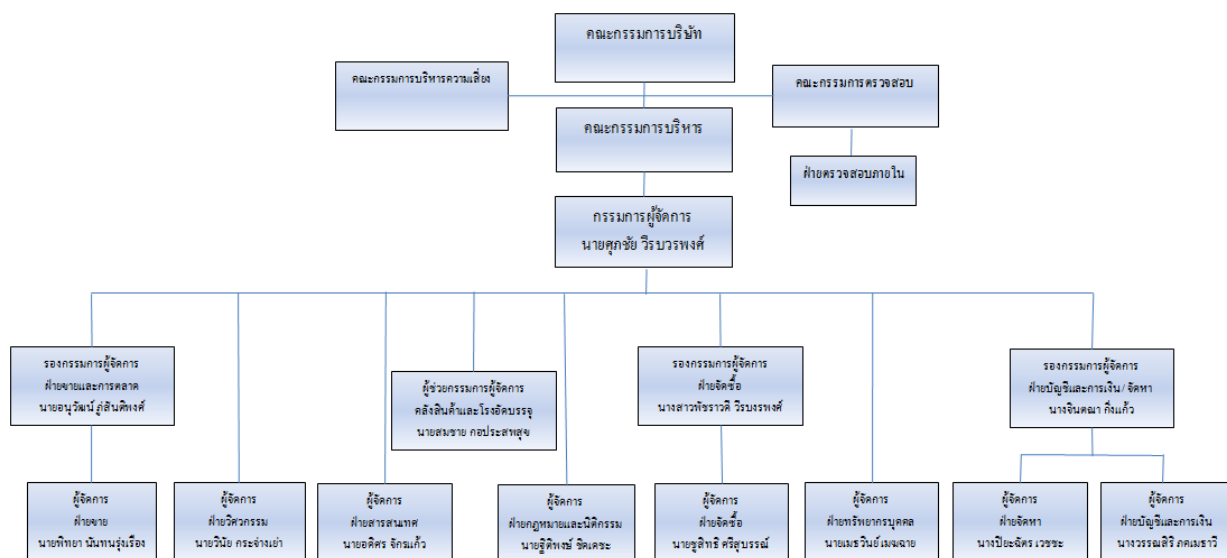 คณะกรรมการบริษัท
คณะกรรมการบริหารความเสี่ยง
คณะกรรมการตรวจสอบ
คณะกรรมการบริหาร
ฝ่ายตรวจสอบภายใน
กรรมการผู้จัดการ
นายศุภชัย วีรบวรพงศ์
รองกรรมการผู้จัดการ
ฝ่ายขายและการตลาด
นายอนุวัฒน์ ภู่สันติพงศ์
ผู้ช่วยกรรมการผู้จัดการ
คลังสินค้าและโรงอัดบรรจุ
นายสมชาย กอประสพสุข
รองกรรมการผู้จัดการ
ฝ่ายจัดซื้อ
นางสาวพัชราวดี วีรบงรพงศ์
รองกรรมการผู้จัดการ
ฝ่ายบัญชีและการเงิน / จัดหา
นางจินตณา กิ่งแก้ว
ผู้จัดการ
ฝ่ายขาย
นายพิทยา นันทนรุ่งเรือง
ผู้จัดการ
ฝ่ายวิศวกรรม
นายวินัย กระจ่างเย่า
ผู้จัดการ
ฝ่ายสารสนเทศ
นายอดิศร จักรแก้ว
ผู้จัดการ
ฝ่ายกฎหมายและนิติกรรม
นายฐิติพงษ์ ชิตเดชะ
ผู้จัดการ
ฝ่ายจัดซื้อ
นายชูสิทธิ์ ศรีสุบรรณ์
ผู้จัดการ
ฝ่ายทรัพยากรบุคคล
นายเมธวินย์ เมฆฉาย
ผู้จัดการ
ฝ่ายจัดหา
นางปิยะฉัตร เวชชะ
ผู้จัดการ
ฝ่ายบัญชีและการเงิน
นางวรรณสิริ ภคเมธาวี